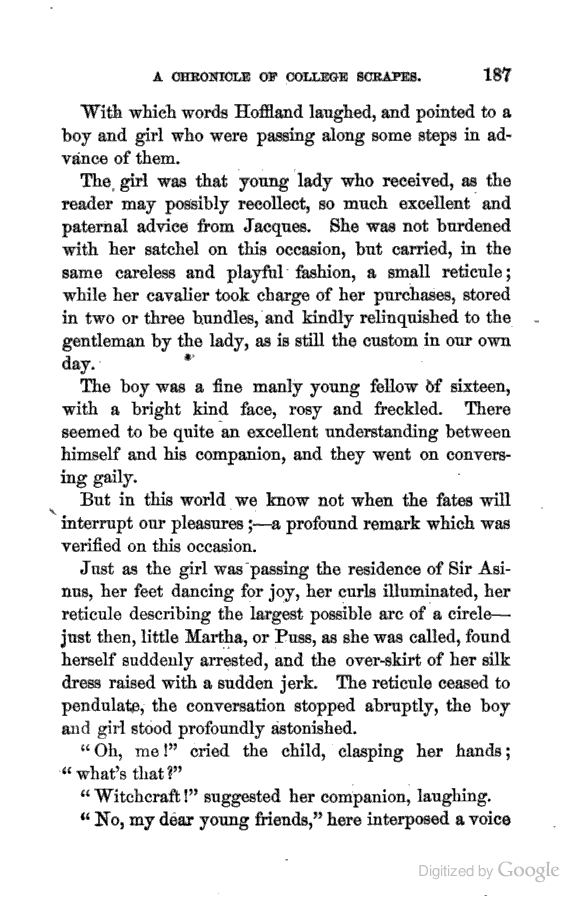 A CHRONICLE OF COLLEGE SCRAPES. 187
With which words Hoffland laughed, and pointed to a
boy and girl who were passing along some steps in ad-
vance of them.
The girl was that young lady who received, as the
reader may possibly recollect, so much excellent and
paternal advice from Jacques. She was not burdened
with her satchel on this occasion, but carried, in the
same careless and playful fashion, a small reticule;
while her cavalier took charge of her purchases, stored
in two or three bundles, and kindly relinquished to the
gentleman by the lady, as is still the custom in our own
day.
The boy was a fine manly young fellow of sixteen,
with a bright kind face, rosy and freckled. There
seemed to be quite an excellent understanding between
himself and his companion, and they went on convers-
ing gaily.
But in this world we know not when the fates will
interrupt our pleasures;—a profound remark which was
verified on this occasion.
Just as the girl was passing the residence of Sir Asi-
nus, her feet dancing for joy, her curls illuminated, her
reticule describing the largest possible arc of a circle—
just then, little Martha, or Puss, as she was called, found
herself suddenly arrested, and the over-skirt of her silk
dress raised with a sudden jerk. The reticule ceased to
pendulate, the conversation stopped abruptly, the boy
and girl stood profoundly astonished.
"Oh, me!" cried the child, clasping her hands;
"what's that?"
"Witchcraft!" suggested her companion, laughing.
"No, my dear young friends," here interposed a voice
Digitized by Google